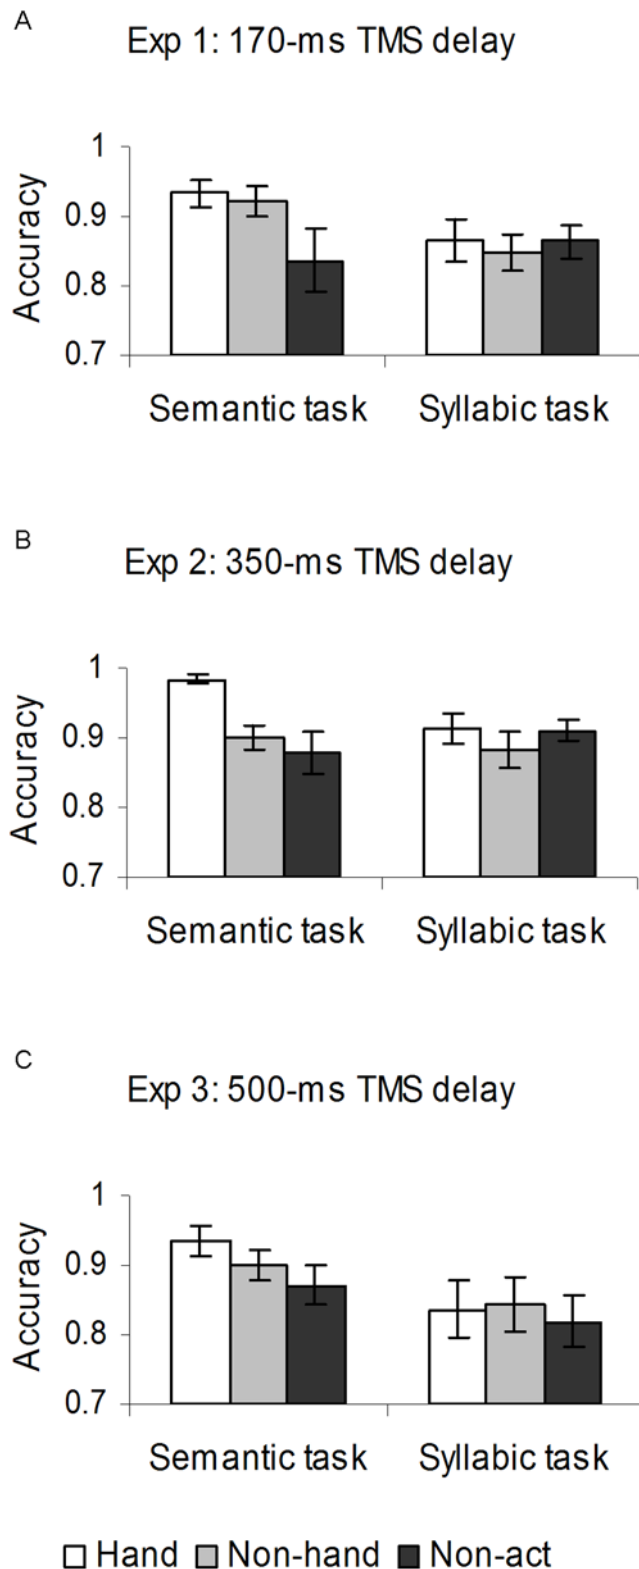 A
Exp 1: 170-ms TMS delay
1
0.9
0.8
0.7
Accuracy
Semantic task Syllabic task
B
Exp 2: 350-ms TMS delay
1
0.9
0.8
0.7
Accuracy
Semantic task Syllabic task
C
Exp 3: 500-ms TMS delay
1
0.9
0.8
0.7
Accuracy
Semantic task Syllabic task
Hand Non-hand Non-act